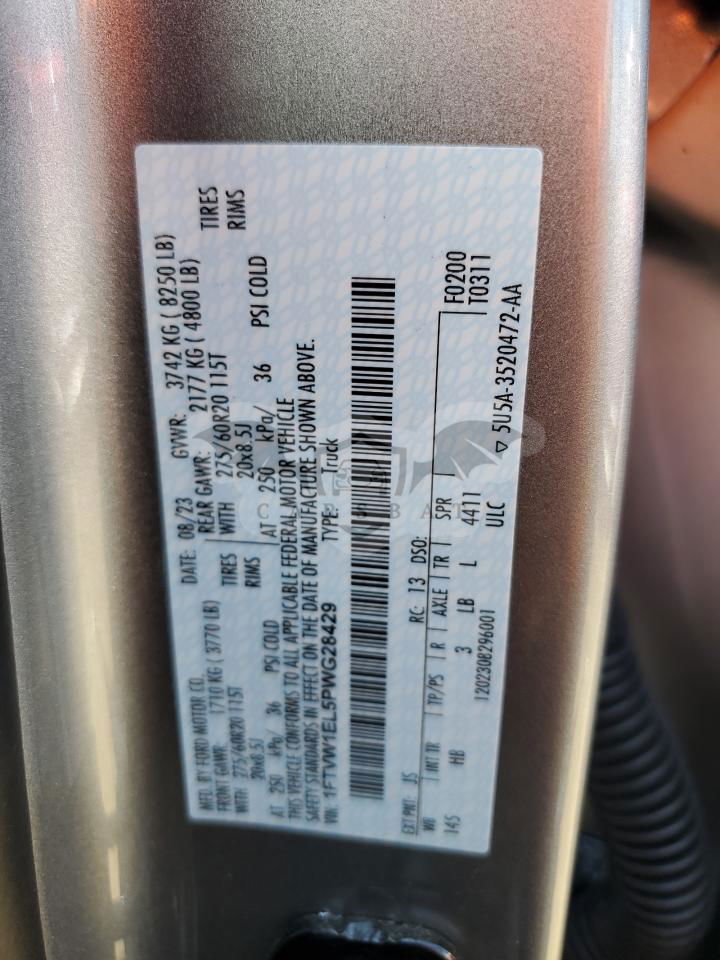 MFD. BY FORD MOTOR CO.
DATE: 08/23 GVWR: 3742 KG ( 8250 LB)
FRONT GAWR: 1710 KG ( 3770 LB) REAR GAWR: 2177 KG ( 4800 LB)
WITH 275/60R20 115T TIRES WITH 275/60R20 115T TIRES
20x8.5J RIMS 20x8.5J RIMS
AT 250 kPa/ 36 PSI COLD AT 250 kPa/ 36 PSI COLD
THIS VEHICLE CONFORMS TO ALL APPLICABLE FEDERAL MOTOR VEHICLE
SAFETY STANDARDS IN EFFECT ON THE DATE OF MANUFACTURE SHOWN ABOVE.
VIN: 1FTVW1EL5PWG28429 TYPE: Truck
EXT PNT: JS RC: 13 DSO: F0200
WB INT TR TP/PS R AXLE TR SPR T0311
145 HB 3 LB L 4411
1202308296001 ULC
▽ 5U5A-3520472-AA